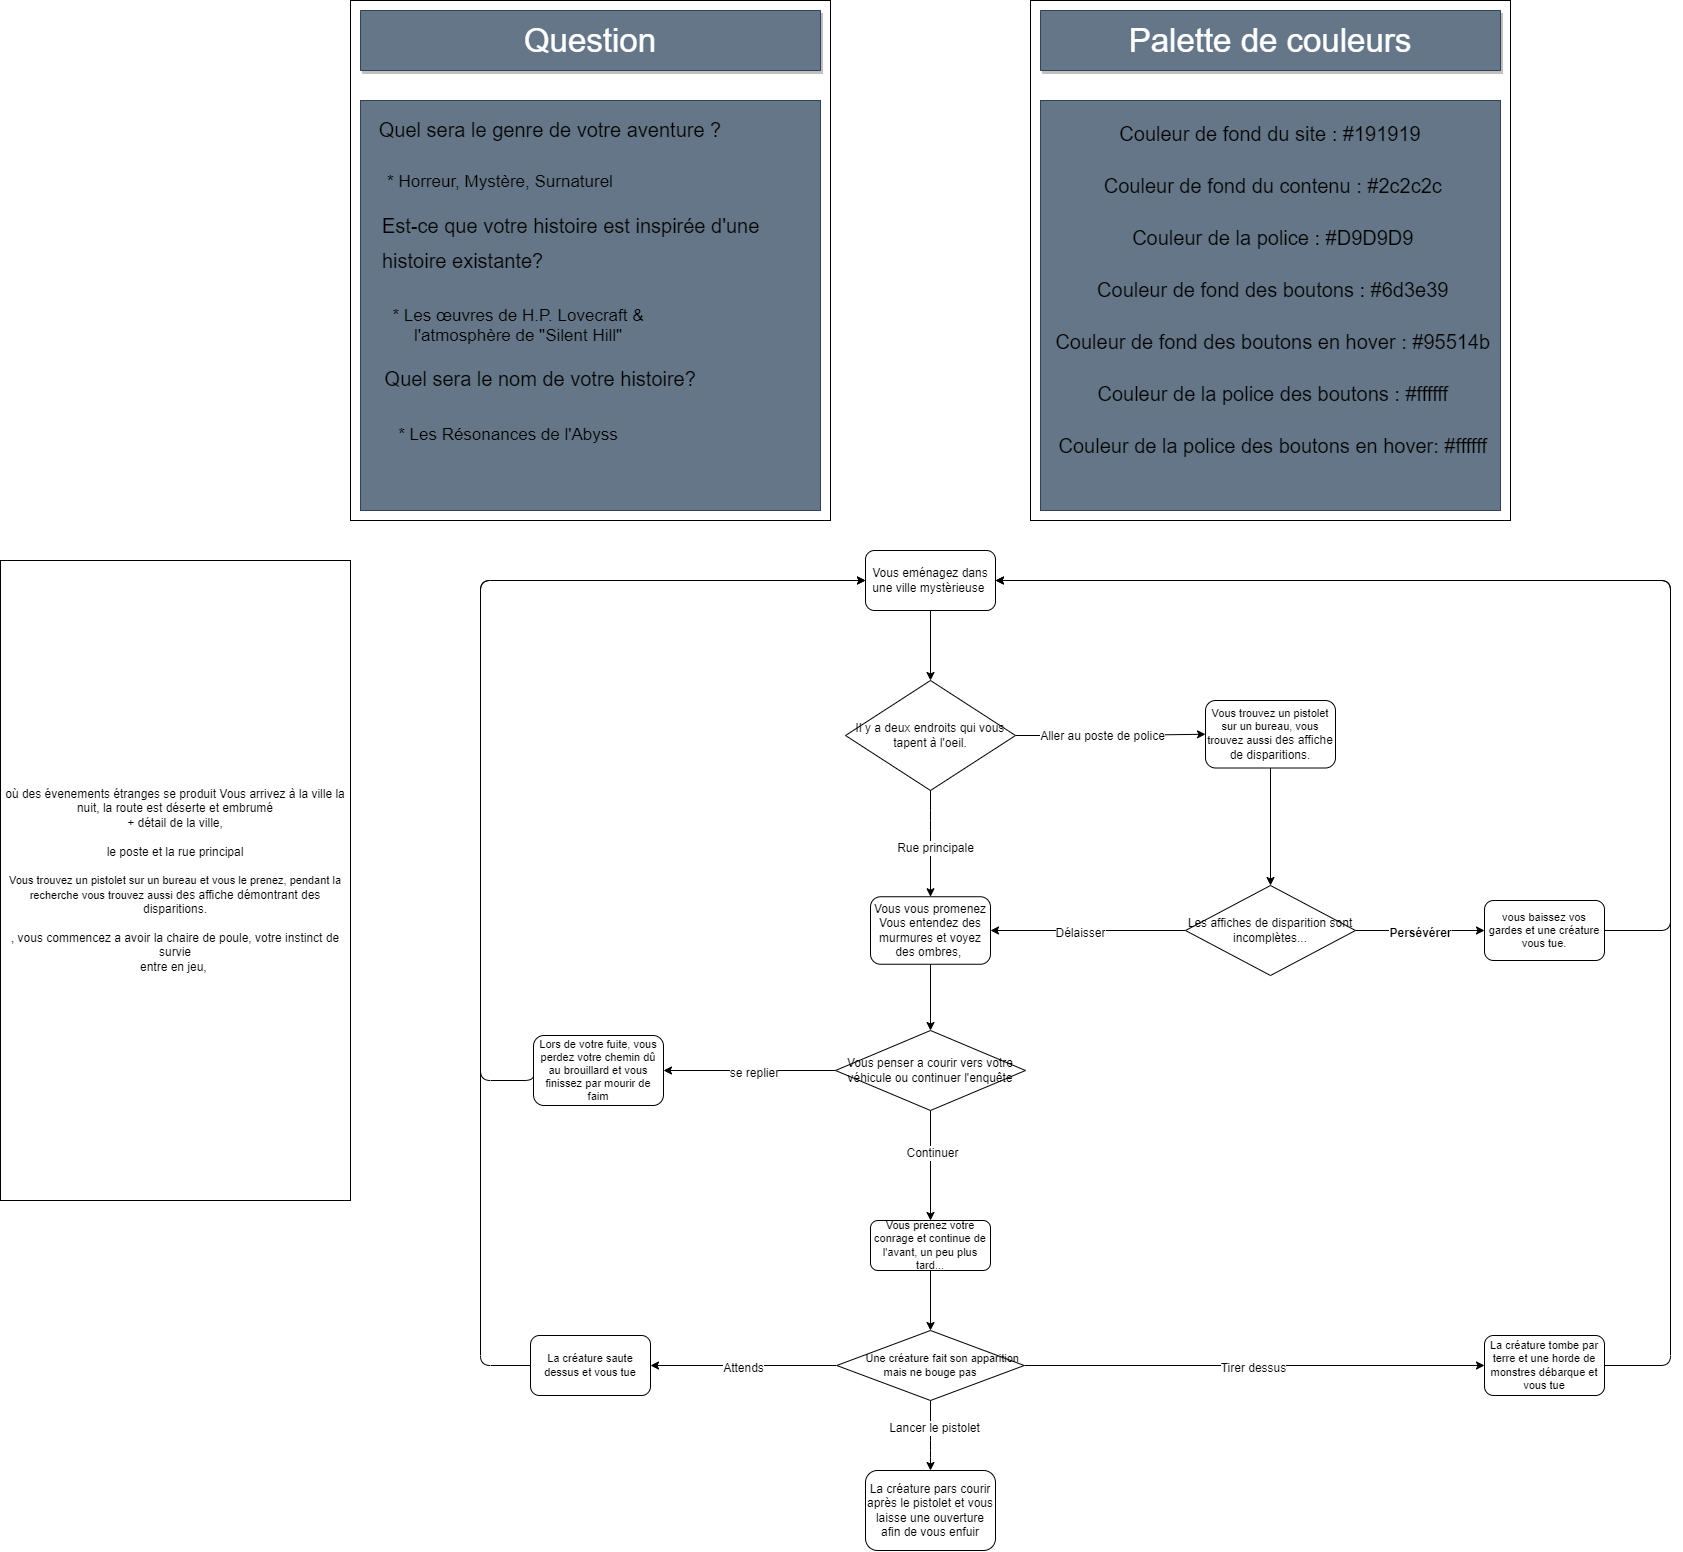 Question
Quel sera le genre de votre aventure ?
* Horreur, Mystère, Surnaturel
Est-ce que votre histoire est inspirée d'une
histoire existante?
* Les œuvres de H.P. Lovecraft &
l'atmosphère de "Silent Hill"
Quel sera le nom de votre histoire?
* Les Résonances de l'Abyss
Palette de couleurs
Couleur de fond du site : #191919
Couleur de fond du contenu : #2c2c2c
Couleur de la police : #D9D9D9
Couleur de fond des boutons : #6d3e39
Couleur de fond des boutons en hover : #95514b
Couleur de la police des boutons : #ffffff
Couleur de la police des boutons en hover: #ffffff
où des évenements étranges se produit Vous arrivez à la ville la
nuit, la route est déserte et embrumé
+ détail de la ville,
le poste et la rue principal
Vous trouvez un pistolet sur un bureau et vous le prenez, pendant la
recherche vous trouvez aussi des affiche démontrant des
disparitions.
, vous commencez a avoir la chaire de poule, votre instinct de
survie
entre en jeu,
Vous eménagez dans
une ville mystèrieuse
Il y a deux endroits qui vous
tapent à l'oeil.
Aller au poste de police
Vous trouvez un pistolet
sur un bureau, vous
trouvez aussi des affiche
de disparitions.
Rue principale
Vous vous promenez
Vous entendez des
murmures et voyez
des ombres,
Délaisser
Les affiches de disparition sont
incomplètes...
Persévérer
vous baissez vos
gardes et une créature
vous tue.
Lors de votre fuite, vous
perdez votre chemin dû
au brouillard et vous
finissez par mourir de
faim
se replier
Vous penser a courir vers votre
véhicule ou continuer l'enquête
Continuer
Vous prenez votre
conrage et continue de
l'avant, un peu plus
tard...
La créature saute
dessus et vous tue
Attends
Une créature fait son apparition
mais ne bouge pas
Tirer dessus
La créature tombe par
terre et une horde de
monstres débarque et
vous tue
Lancer le pistolet
La créature pars courir
après le pistolet et vous
laisse une ouverture
afin de vous enfuir